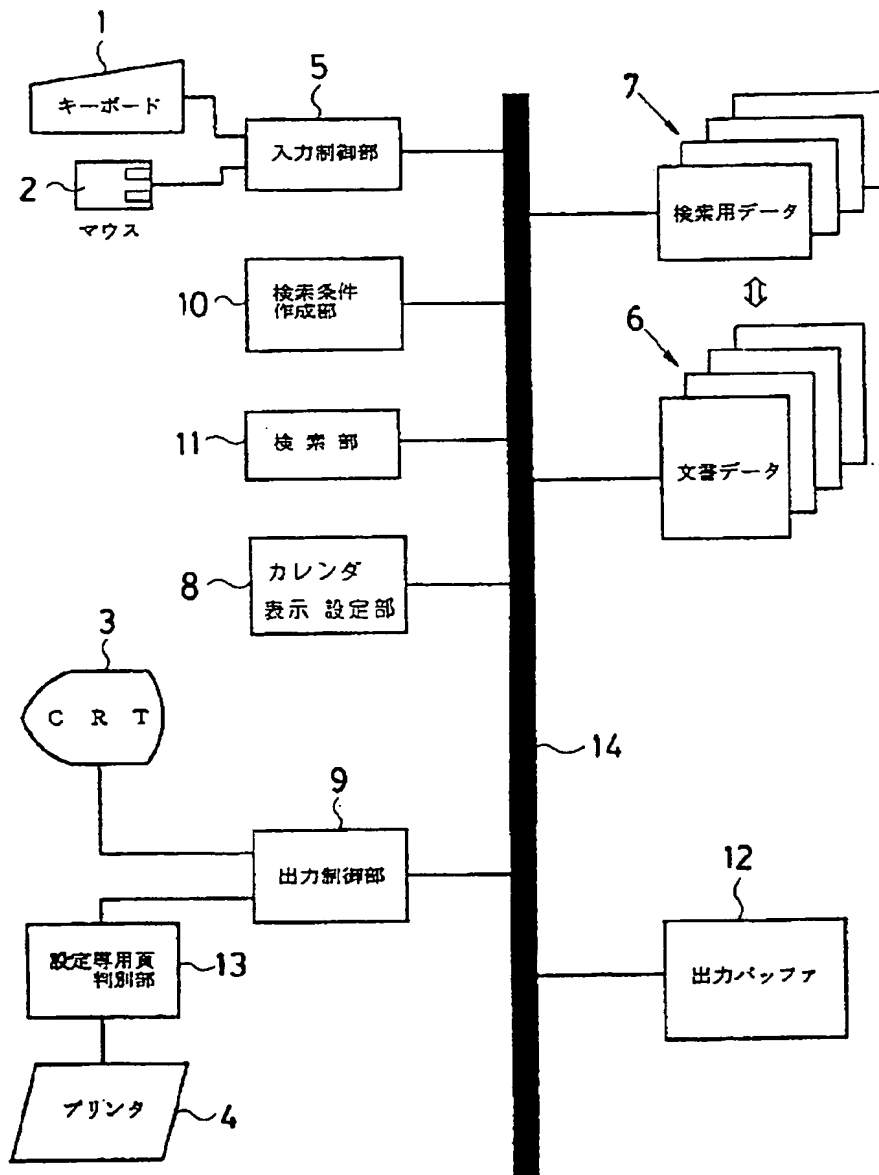 1
キーボード
2
マウス
5
入力制御部
7
検索用データ
10
検索条件
作成部
6
文書データ
11
検 索 部
8
カレンダ
表示 設定部
3
C R T
14
9
出力制御部
12
出力バッファ
設定専用頁
判別部
13
プリンタ
4